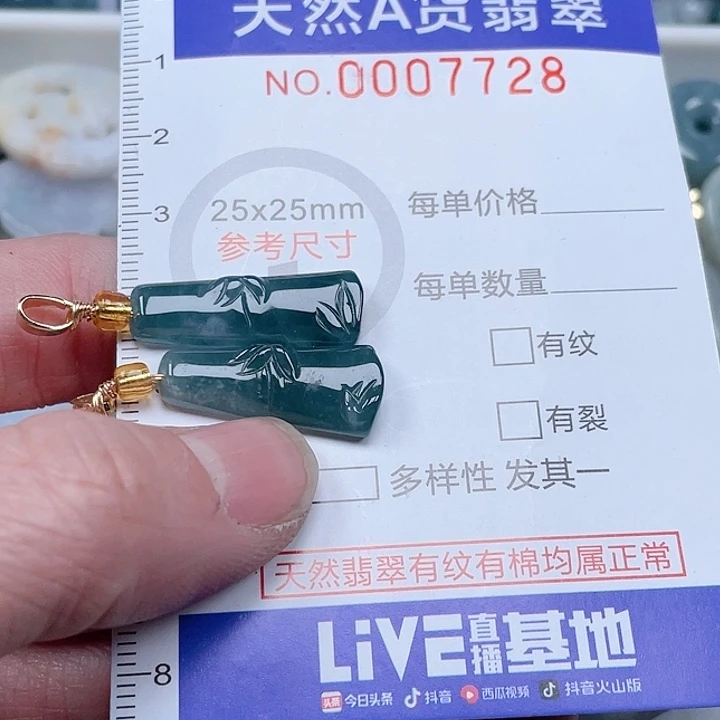 天然A货翡翠
NO.0007728
1
2
3
25x25mm
参考尺寸
每单价格
每单数量
有纹
有裂
多样性 发其一
天然翡翠有纹有棉均属正常
LiVE直播基地
头条 今日头条 抖音 西瓜视频 抖音火山版
8